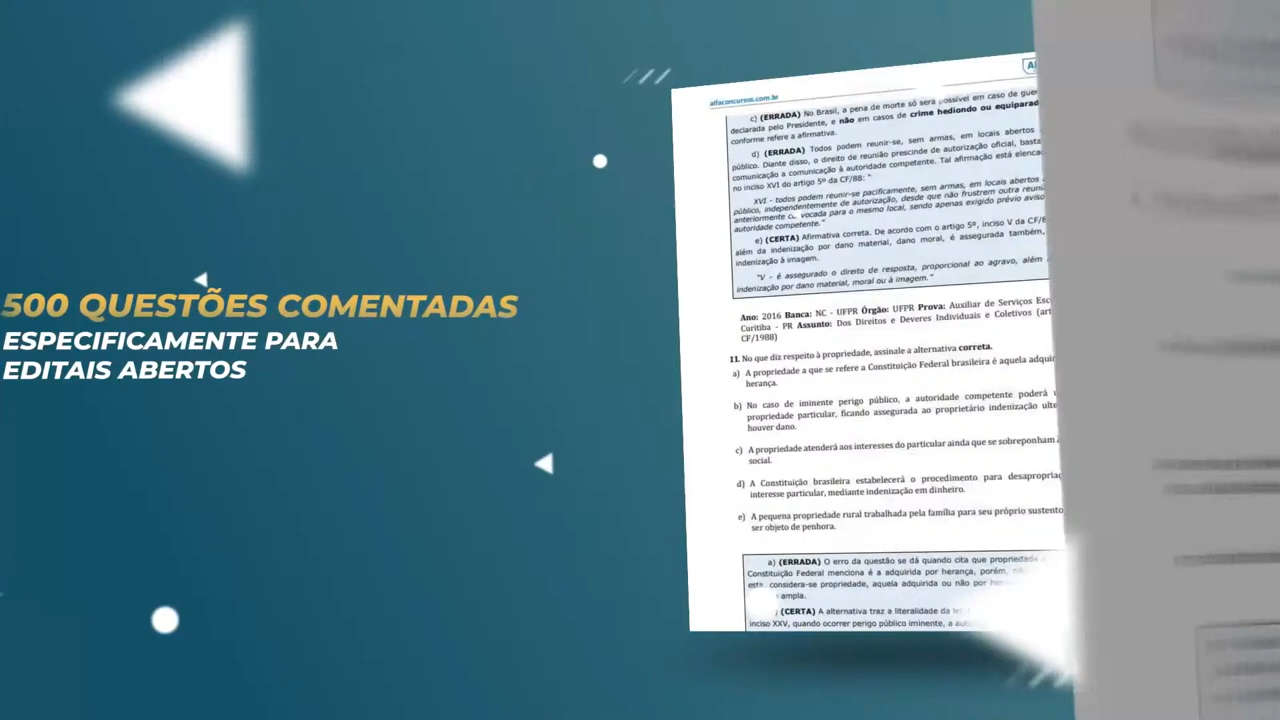 500 QUESTÕES COMENTADAS
ESPECIFICAMENTE PARA
EDITAIS ABERTOS
alfaconcursos.com.br
c) (ERRADA) No Brasil, a pena de morte só será possível em caso de
declarada pelo Presidente, e não em casos de crime hediondo ou
conforme refere a afirmativa.
d) (ERRADA) Todos podem reunir-se, sem armas, em locais abertos
público. Diante disso, o direito de reunião prescinde de autorização oficial,
comunicação a comunicação à autoridade competente. Tal afirmação está
no inciso XVI do artigo 5º da CF/88: "
XVI - todos podem reunir-se pacificamente, sem armas, em locais abertos
público, independentemente de autorização, desde que não frustrem outra
anteriormente vocada para o mesmo local, sendo apenas exigido prévio aviso
autoridade competente."
e) (CERTA) Afirmativa correta. De acordo com o artigo 5º, inciso V da
além da indenização por dano material, dano moral, é assegurada também,
indenização à imagem.
"V - é assegurado o direito de resposta, proporcional ao agravo, além
indenização por dano material, moral ou à imagem."
Ano: 2016 Banca: NC - UFPR Órgão: UFPR Prova: Auxiliar de Serviços
Curitiba - PR Assunto: Dos Direitos e Deveres Individuais e Coletivos (art
CF/1988)
11. No que diz respeito à propriedade, assinale a alternativa correta.
a) A propriedade a que se refere a Constituição Federal brasileira é aquela
herança.
b) No caso de iminente perigo público, a autoridade competente poderá
propriedade particular, ficando assegurada ao proprietário indenização
houver dano.
c) A propriedade atenderá aos interesses do particular ainda que se sobreponham
social.
d) A Constituição brasileira estabelecerá o procedimento para
interesse particular, mediante indenização em dinheiro.
e) A pequena propriedade rural trabalhada pela família para seu próprio sustento
ser objeto de penhora.
a) (ERRADA) O erro da questão se dá quando cita que propriedade
Constituição Federal menciona é a adquirida por herança, porém,
considera-se propriedade, aquela adquirida ou não por
ampla.
(CERTA) A alternativa traz a literalidade da
inciso XXV, quando ocorrer perigo público iminente, a